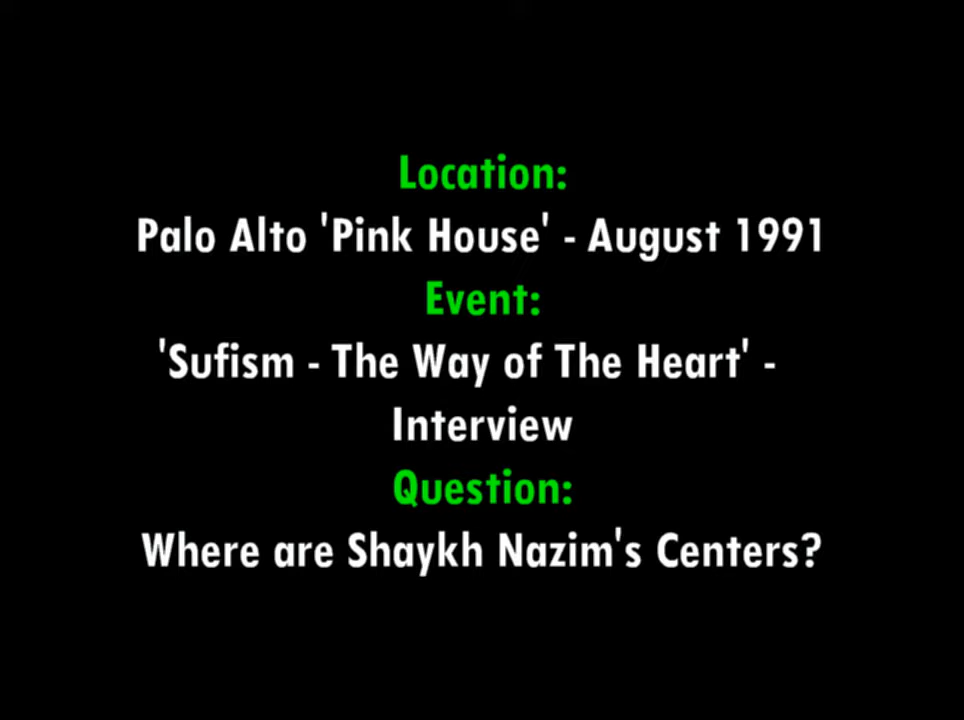 Location:
Palo Alto 'Pink House' - August 1991
Event:
'Sufism - The Way of The Heart' -
Interview
Question:
Where are Shaykh Nazim's Centers?